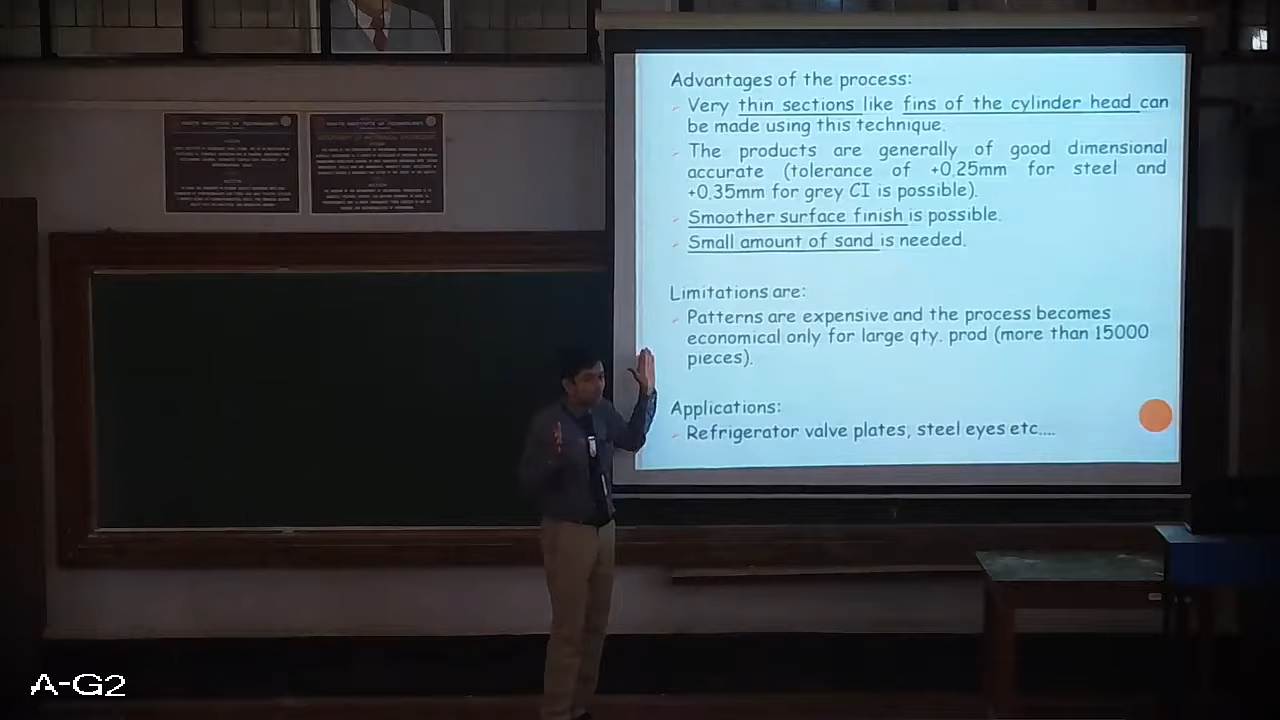 Advantages of the process:
Very thin sections like fins of the cylinder head can
be made using this technique.
The products are generally of good dimensional
accurate (tolerance of +0.25mm for steel and
+0.35mm for grey CI is possible).
Smoother surface finish is possible.
Small amount of sand is needed.
Limitations are:
Patterns are expensive and the process becomes
economical only for large qty. prod (more than 15000
pieces).
Applications:
Refrigerator valve plates, steel eyes etc....
A-G2